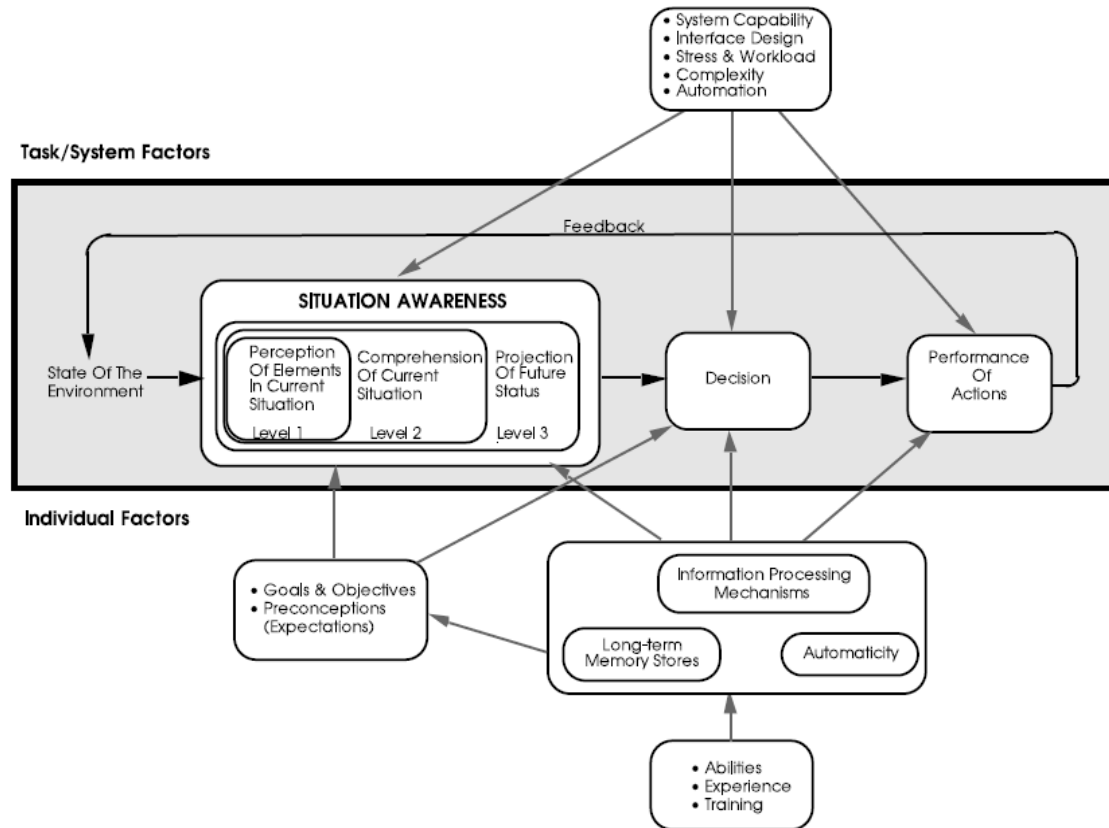 • System Capability
• Interface Design
• Stress & Workload
• Complexity
• Automation
Task/System Factors
Feedback
SITUATION AWARENESS
Perception
Of Elements
In Current
Situation
Level 1
Comprehension
Of Current
Situation
Level 2
Projection
Of Future
Status
Level 3
State Of The
Environment
Decision
Performance
Of
Actions
Individual Factors
• Goals & Objectives
• Preconceptions
(Expectations)
Information Processing
Mechanisms
Long-term
Memory Stores
Automaticity
• Abilities
• Experience
• Training